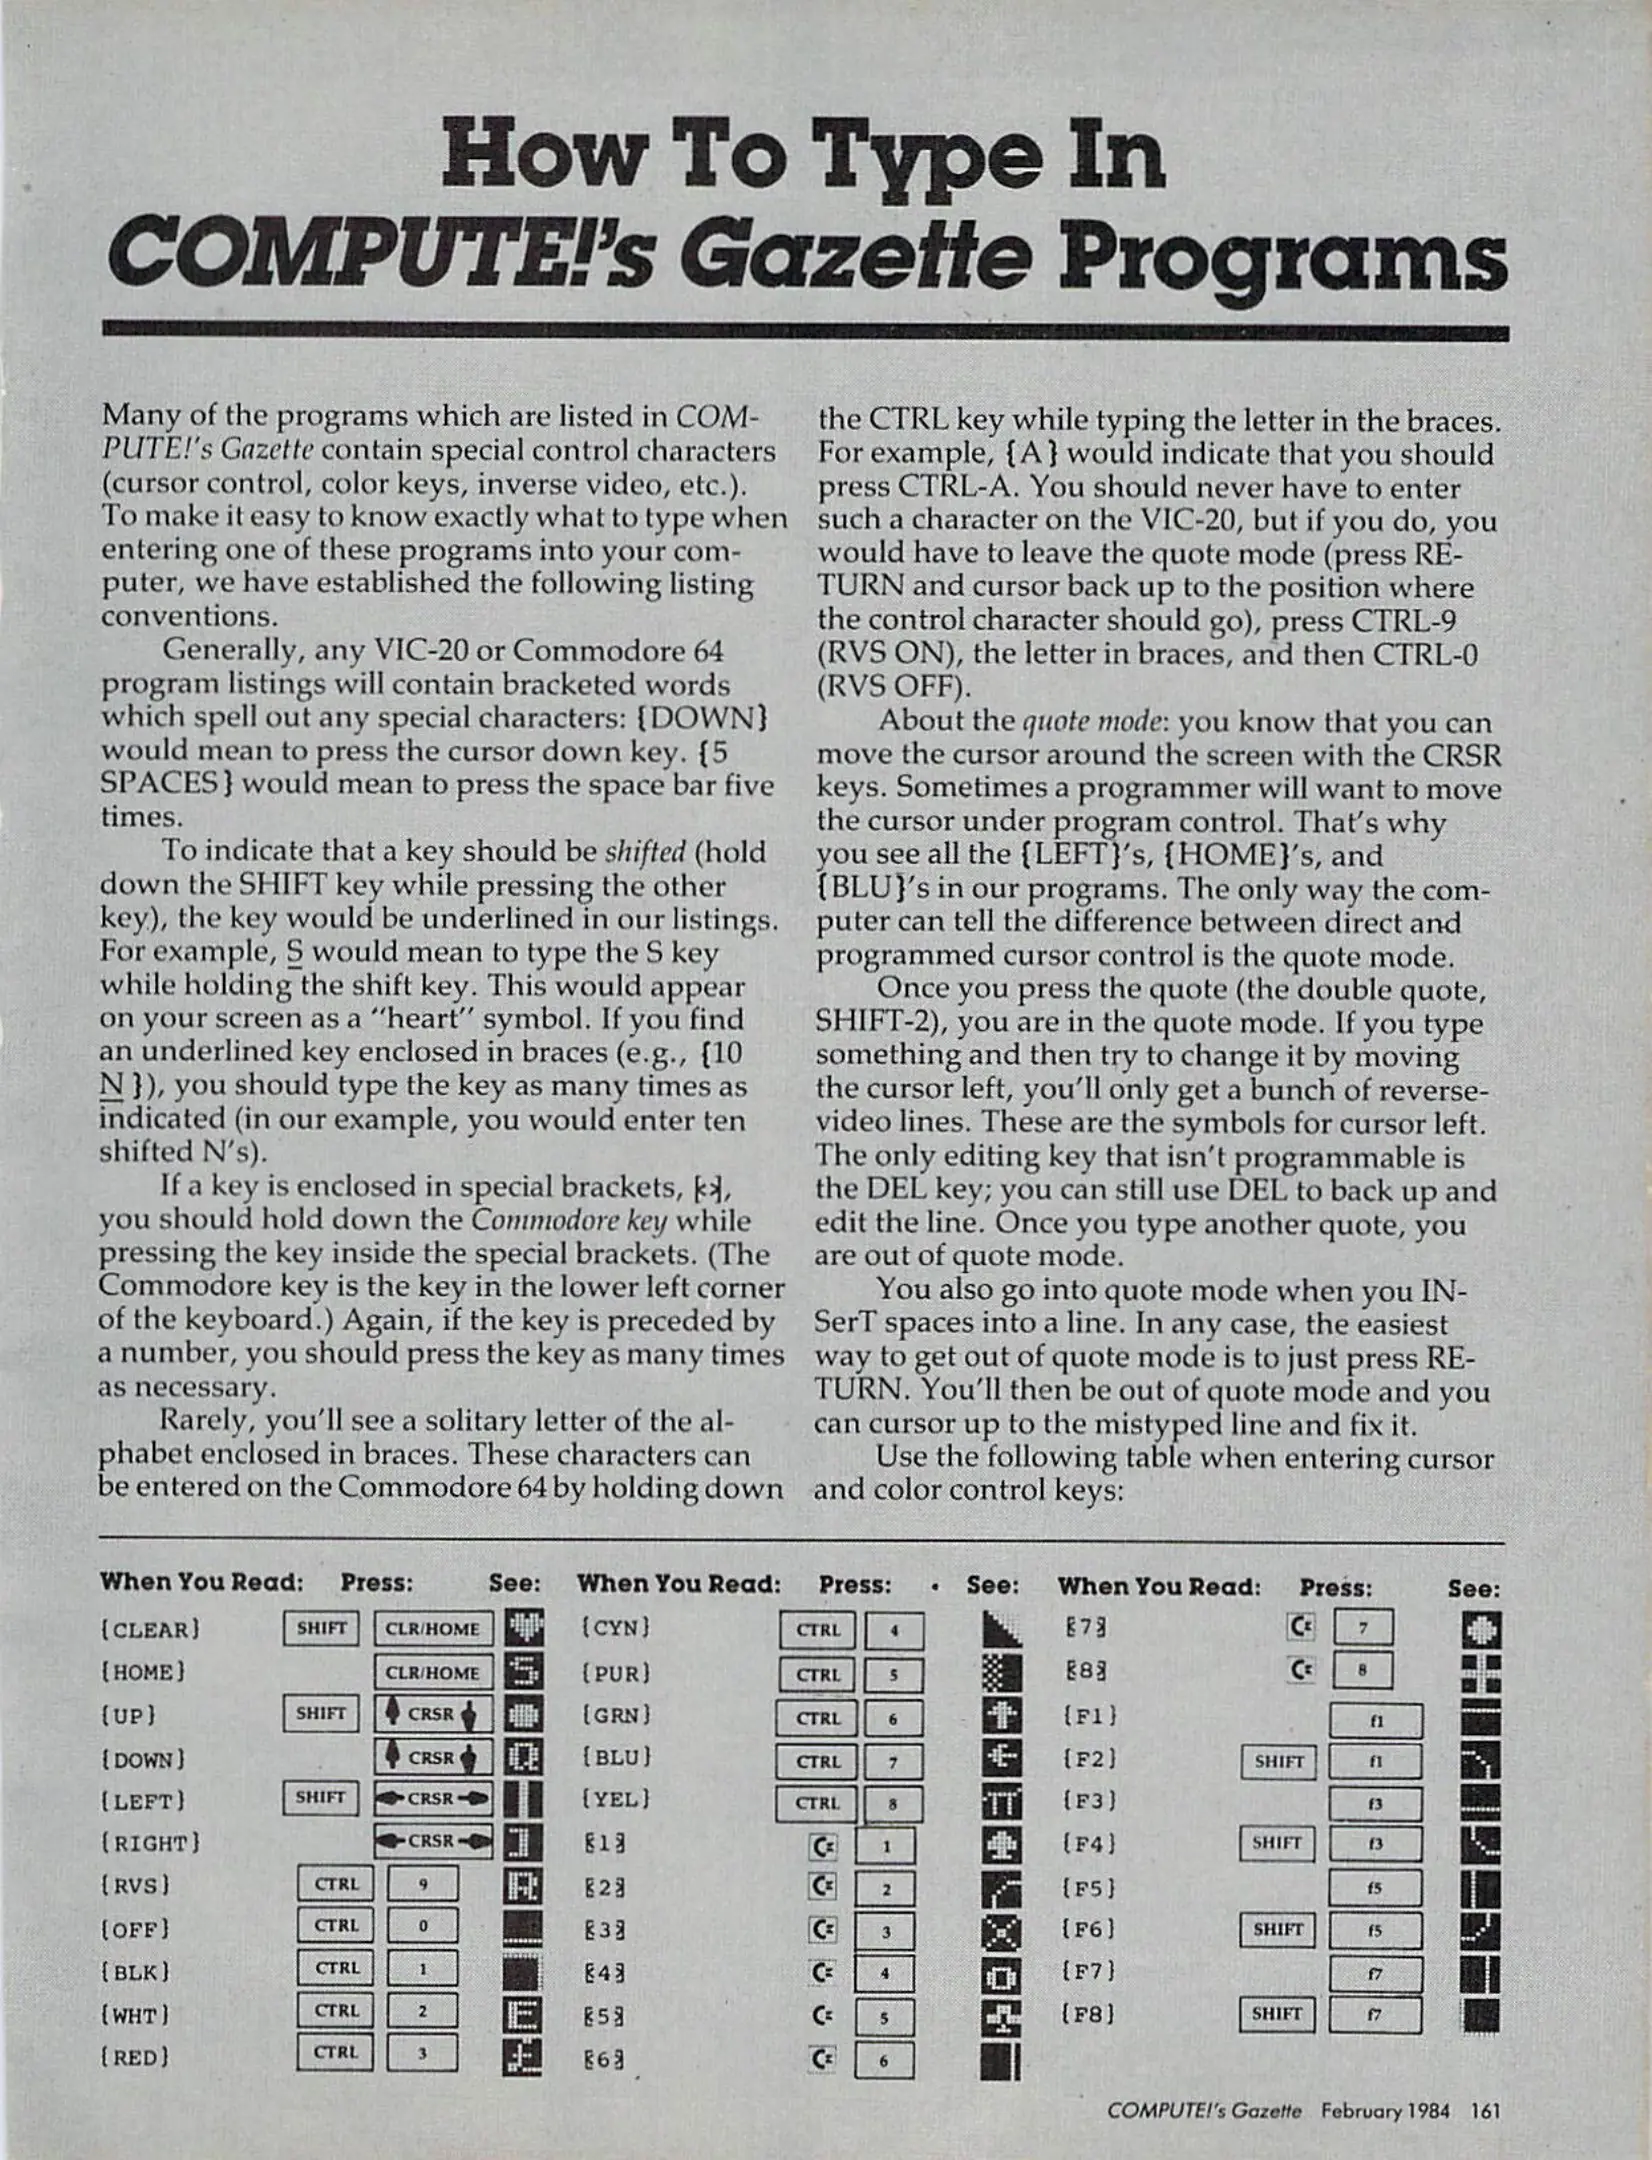 How To Type In
COMPUTE!'s Gazette Programs
Many of the programs which are listed in COM-
PUTE!'s Gazette contain special control characters
(cursor control, color keys, inverse video, etc.).
To make it easy to know exactly what to type when
entering one of these programs into your com-
puter, we have established the following listing
conventions.
Generally, any VIC-20 or Commodore 64
program listings will contain bracketed words
which spell out any special characters: {DOWN}
would mean to press the cursor down key. {5
SPACES} would mean to press the space bar five
times.
To indicate that a key should be shifted (hold
down the SHIFT key while pressing the other
key), the key would be underlined in our listings.
For example, S would mean to type the S key
while holding the shift key. This would appear
on your screen as a "heart" symbol. If you find
an underlined key enclosed in braces (e.g., {10
N}), you should type the key as many times as
indicated (in our example, you would enter ten
shifted N's).
If a key is enclosed in special brackets, [< >],
you should hold down the Commodore key while
pressing the key inside the special brackets. (The
Commodore key is the key in the lower left corner
of the keyboard.) Again, if the key is preceded by
a number, you should press the key as many times
as necessary.
Rarely, you'll see a solitary letter of the al-
phabet enclosed in braces. These characters can
be entered on the Commodore 64 by holding down
the CTRL key while typing the letter in the braces.
For example, {A} would indicate that you should
press CTRL-A. You should never have to enter
such a character on the VIC-20, but if you do, you
would have to leave the quote mode (press RE-
TURN and cursor back up to the position where
the control character should go), press CTRL-9
(RVS ON), the letter in braces, and then CTRL-0
(RVS OFF).
About the quote mode: you know that you can
move the cursor around the screen with the CRSR
keys. Sometimes a programmer will want to move
the cursor under program control. That's why
you see all the {LEFT}'s, {HOME}'s, and
{BLU}'s in our programs. The only way the com-
puter can tell the difference between direct and
programmed cursor control is the quote mode.
Once you press the quote (the double quote,
SHIFT-2), you are in the quote mode. If you type
something and then try to change it by moving
the cursor left, you'll only get a bunch of reverse-
video lines. These are the symbols for cursor left.
The only editing key that isn't programmable is
the DEL key; you can still use DEL to back up and
edit the line. Once you type another quote, you
are out of quote mode.
You also go into quote mode when you IN-
SerT spaces into a line. In any case, the easiest
way to get out of quote mode is to just press RE-
TURN. You'll then be out of quote mode and you
can cursor up to the mistyped line and fix it.
Use the following table when entering cursor
and color control keys:
When You Read: Press: See:
{CLEAR} SHIFT CLR/HOME ♥
{HOME} CLR/HOME S
{UP} SHIFT CRSR
{DOWN} CRSR Q
{LEFT} SHIFT CRSR
{RIGHT} CRSR ]
{RVS} CTRL 9 R
{OFF} CTRL 0
{BLK} CTRL 1
{WHT} CTRL 2 E
{RED} CTRL 3 £
When You Read: Press: See:
{CYN} CTRL 4
{PUR} CTRL 5
{GRN} CTRL 6 ↑
{BLU} CTRL 7 ←
{YEL} CTRL 8 π
[<1>] C= 1 ♠
[<2>] C= 2
[<3>] C= 3
[<4>] C= 4
[<5>] C= 5 ♣
[<6>] C= 6
When You Read: Press: See:
[<7>] C= 7 ♦
[<8>] C= 8
{F1} f1
{F2} SHIFT f1
{F3} f3
{F4} SHIFT f3
{F5} f5
{F6} SHIFT f5
{F7} f7
{F8} SHIFT f7
COMPUTE!'s Gazette February 1984 161